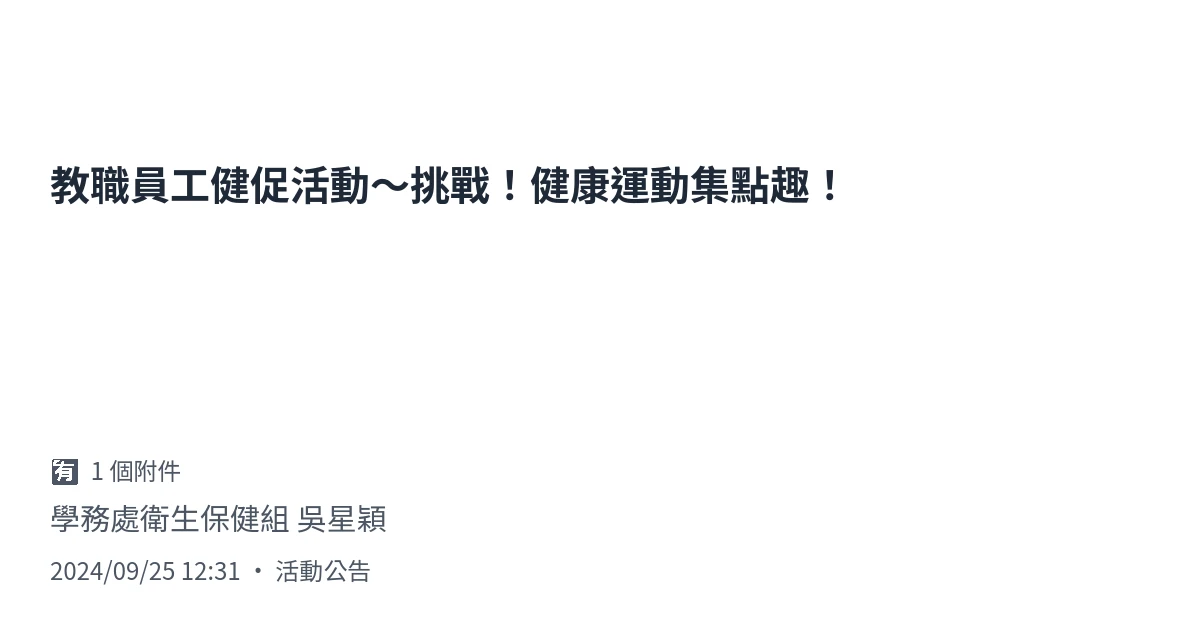 教職員工健促活動～挑戰！健康運動集點趣！
🈶 1 個附件
學務處衛生保健組 吳星穎
2024/09/25 12:31 • 活動公告